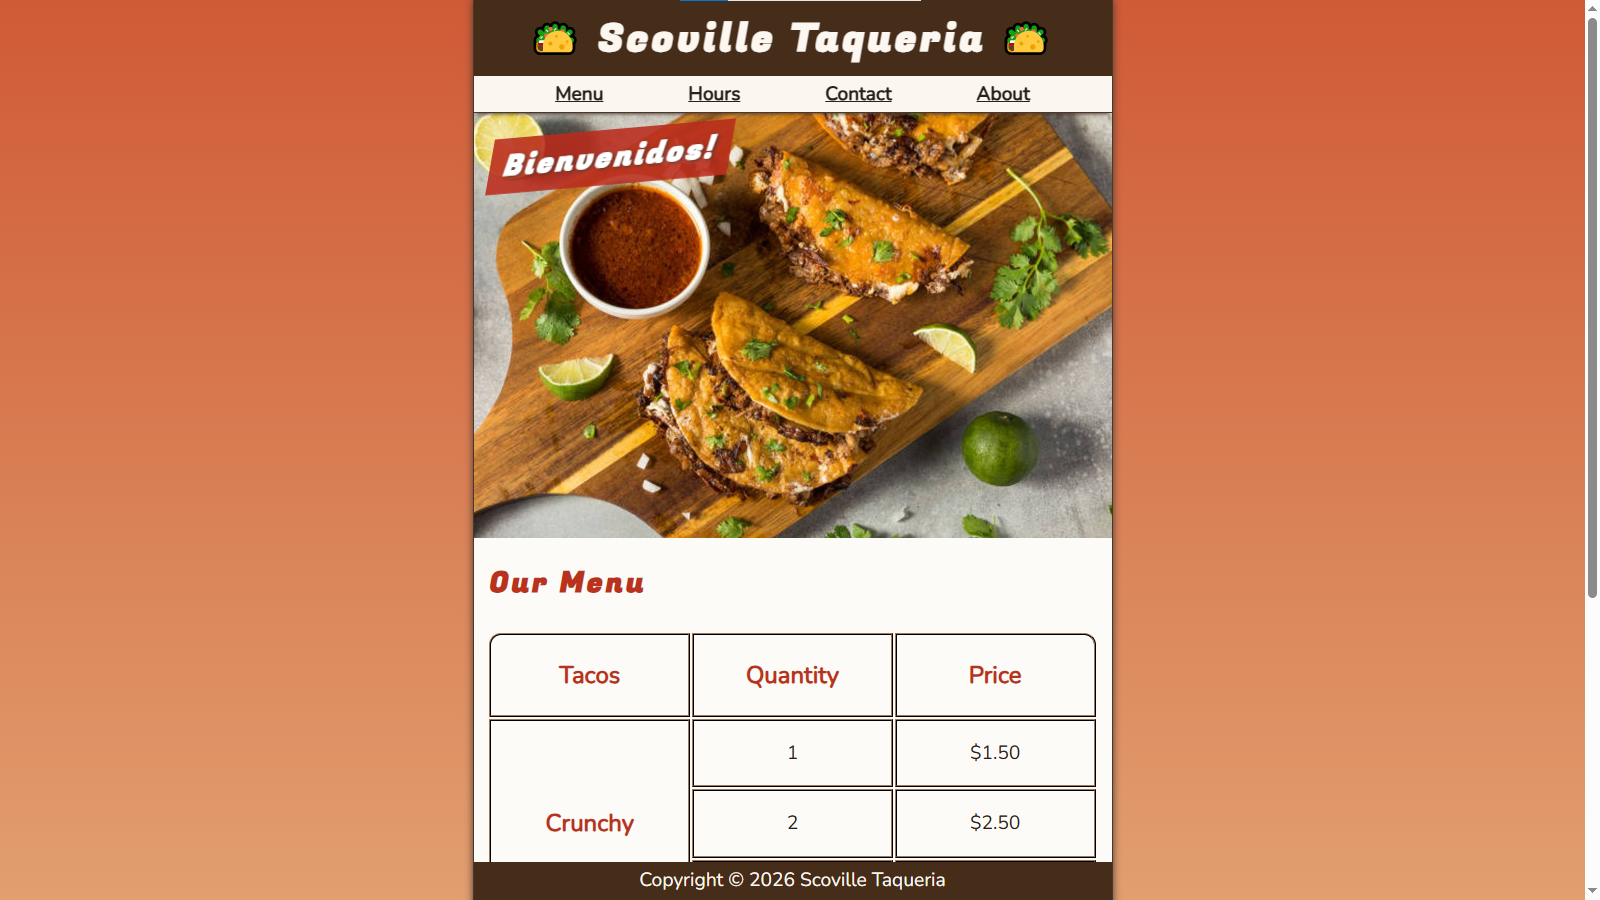 Scoville Taqueria
Menu Hours Contact About
Bienvenidos!
Our Menu
Tacos Quantity Price
1 $1.50
Crunchy 2 $2.50
Copyright © 2026 Scoville Taqueria